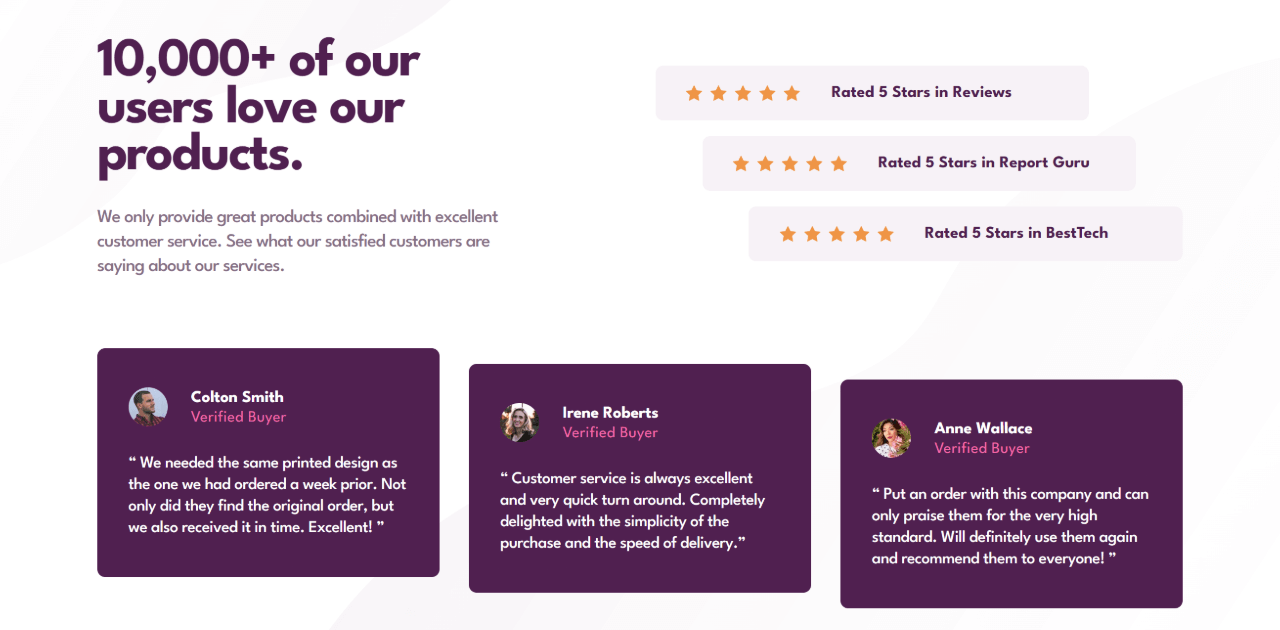 10,000+ of our
users love our
products.
We only provide great products combined with excellent
customer service. See what our satisfied customers are
saying about our services.
Rated 5 Stars in Reviews
Rated 5 Stars in Report Guru
Rated 5 Stars in BestTech
Colton Smith
Verified Buyer
“ We needed the same printed design as
the one we had ordered a week prior. Not
only did they find the original order, but
we also received it in time. Excellent! ”
Irene Roberts
Verified Buyer
“ Customer service is always excellent
and very quick turn around. Completely
delighted with the simplicity of the
purchase and the speed of delivery.”
Anne Wallace
Verified Buyer
“ Put an order with this company and can
only praise them for the very high
standard. Will definitely use them again
and recommend them to everyone! ”